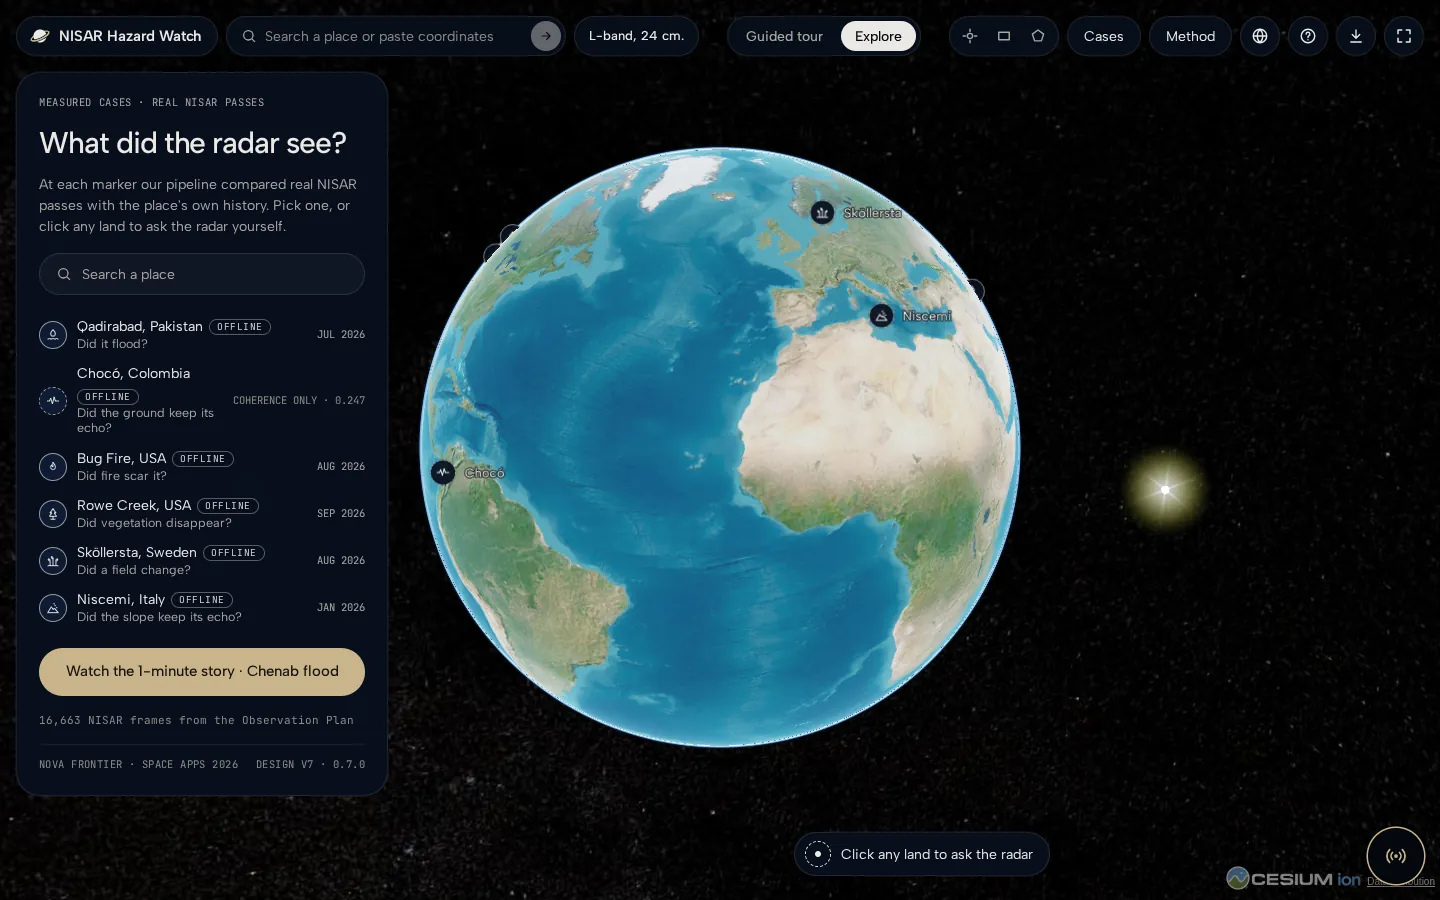 NISAR Hazard Watch
Search a place or paste coordinates
L-band, 24 cm.
Guided tour
Explore
Cases
Method
MEASURED CASES · REAL NISAR PASSES
What did the radar see?
At each marker our pipeline compared real NISAR
passes with the place's own history. Pick one, or
click any land to ask the radar yourself.
Search a place
Qadirabad, Pakistan OFFLINE
Did it flood?
JUL 2026
Chocó, Colombia
OFFLINE
Did the ground keep its
echo?
COHERENCE ONLY · 0.247
Bug Fire, USA OFFLINE
Did fire scar it?
AUG 2026
Rowe Creek, USA OFFLINE
Did vegetation disappear?
SEP 2026
Sköllersta, Sweden OFFLINE
Did a field change?
AUG 2026
Niscemi, Italy OFFLINE
Did the slope keep its echo?
JAN 2026
Watch the 1-minute story · Chenab flood
16,663 NISAR frames from the Observation Plan
NOVA FRONTIER · SPACE APPS 2026
DESIGN V7 · 0.7.0
Sköllersta
Niscemi
Chocó
Click any land to ask the radar
CESIUM ion